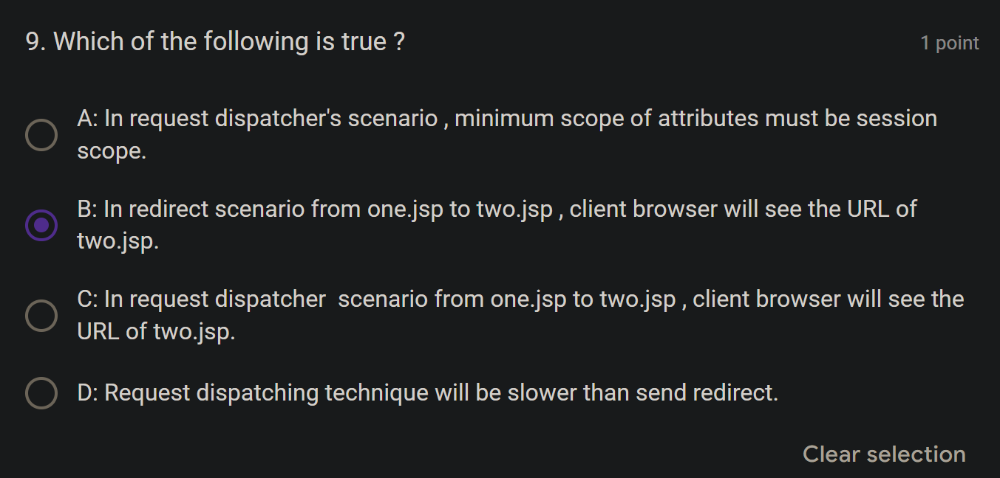 9. Which of the following is true ?
1 point
A: In request dispatcher's scenario , minimum scope of attributes must be session
scope.
B: In redirect scenario from one.jsp to two.jsp , client browser will see the URL of
two.jsp.
C: In request dispatcher  scenario from one.jsp to two.jsp , client browser will see the
URL of two.jsp.
D: Request dispatching technique will be slower than send redirect.
Clear selection